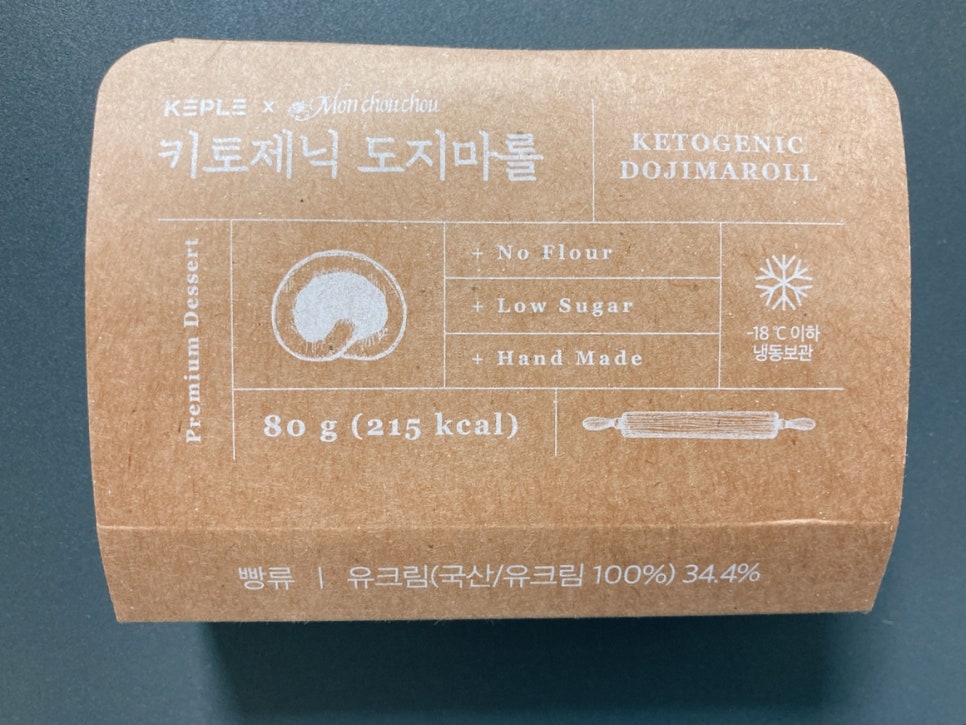 KEPLE x Mon chouchou
키토제닉 도지마롤
KETOGENIC
DOJIMAROLL
Premium Dessert
+ No Flour
+ Low Sugar
+ Hand Made
-18 ℃ 이하
냉동보관
80 g (215 kcal)
빵류 | 유크림(국산/유크림 100%) 34.4%